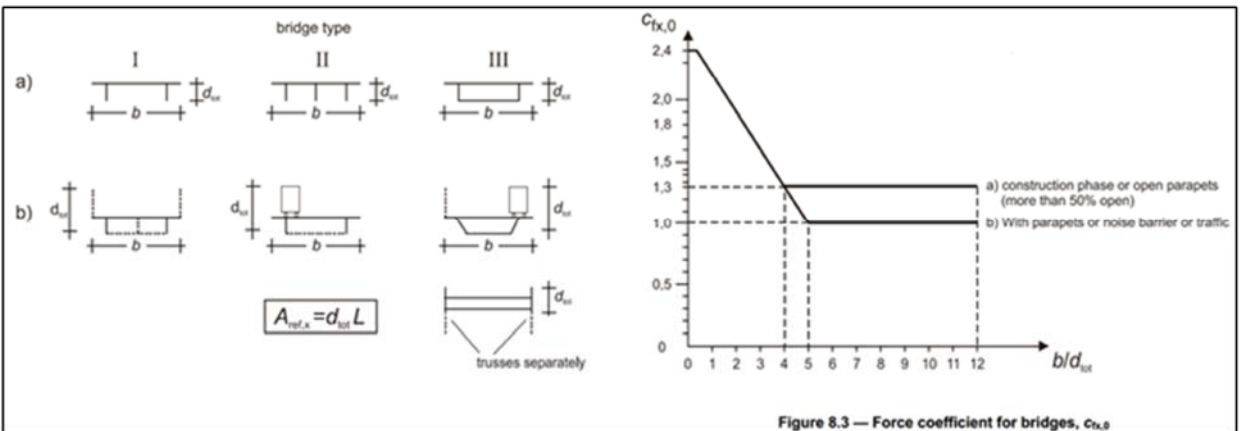 bridge type
I II III
a) d_tot d_tot d_tot
b b b
b) d_tot d_tot d_tot
b b b
A_ref,x = d_tot L
d_tot
trusses separately
c_fx,0
2,4
2,0
1,8
1,5
1,3
1,0
0,5
0
0 1 2 3 4 5 6 7 8 9 10 11 12
b/d_tot
a) construction phase or open parapets
(more than 50% open)
b) With parapets or noise barrier or traffic
Figure 8.3 — Force coefficient for bridges, c_fx,0